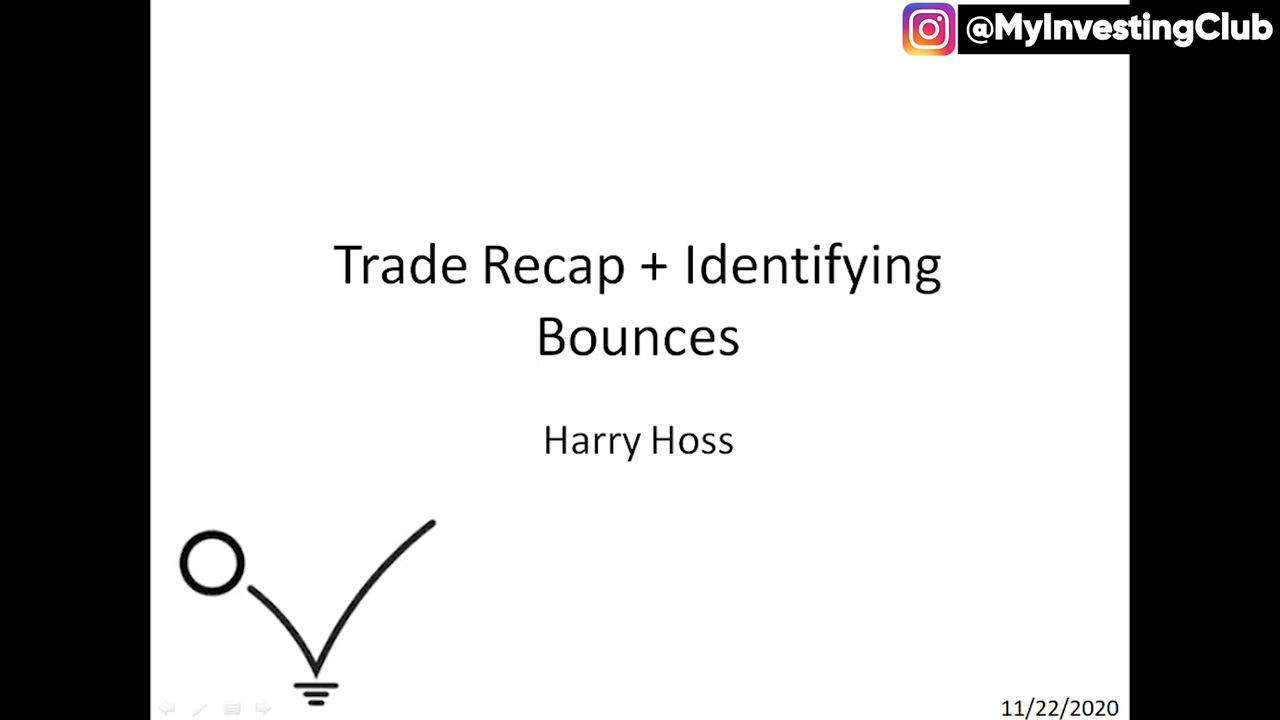 @MyInvestingClub
Trade Recap + Identifying
Bounces
Harry Hoss
11/22/2020